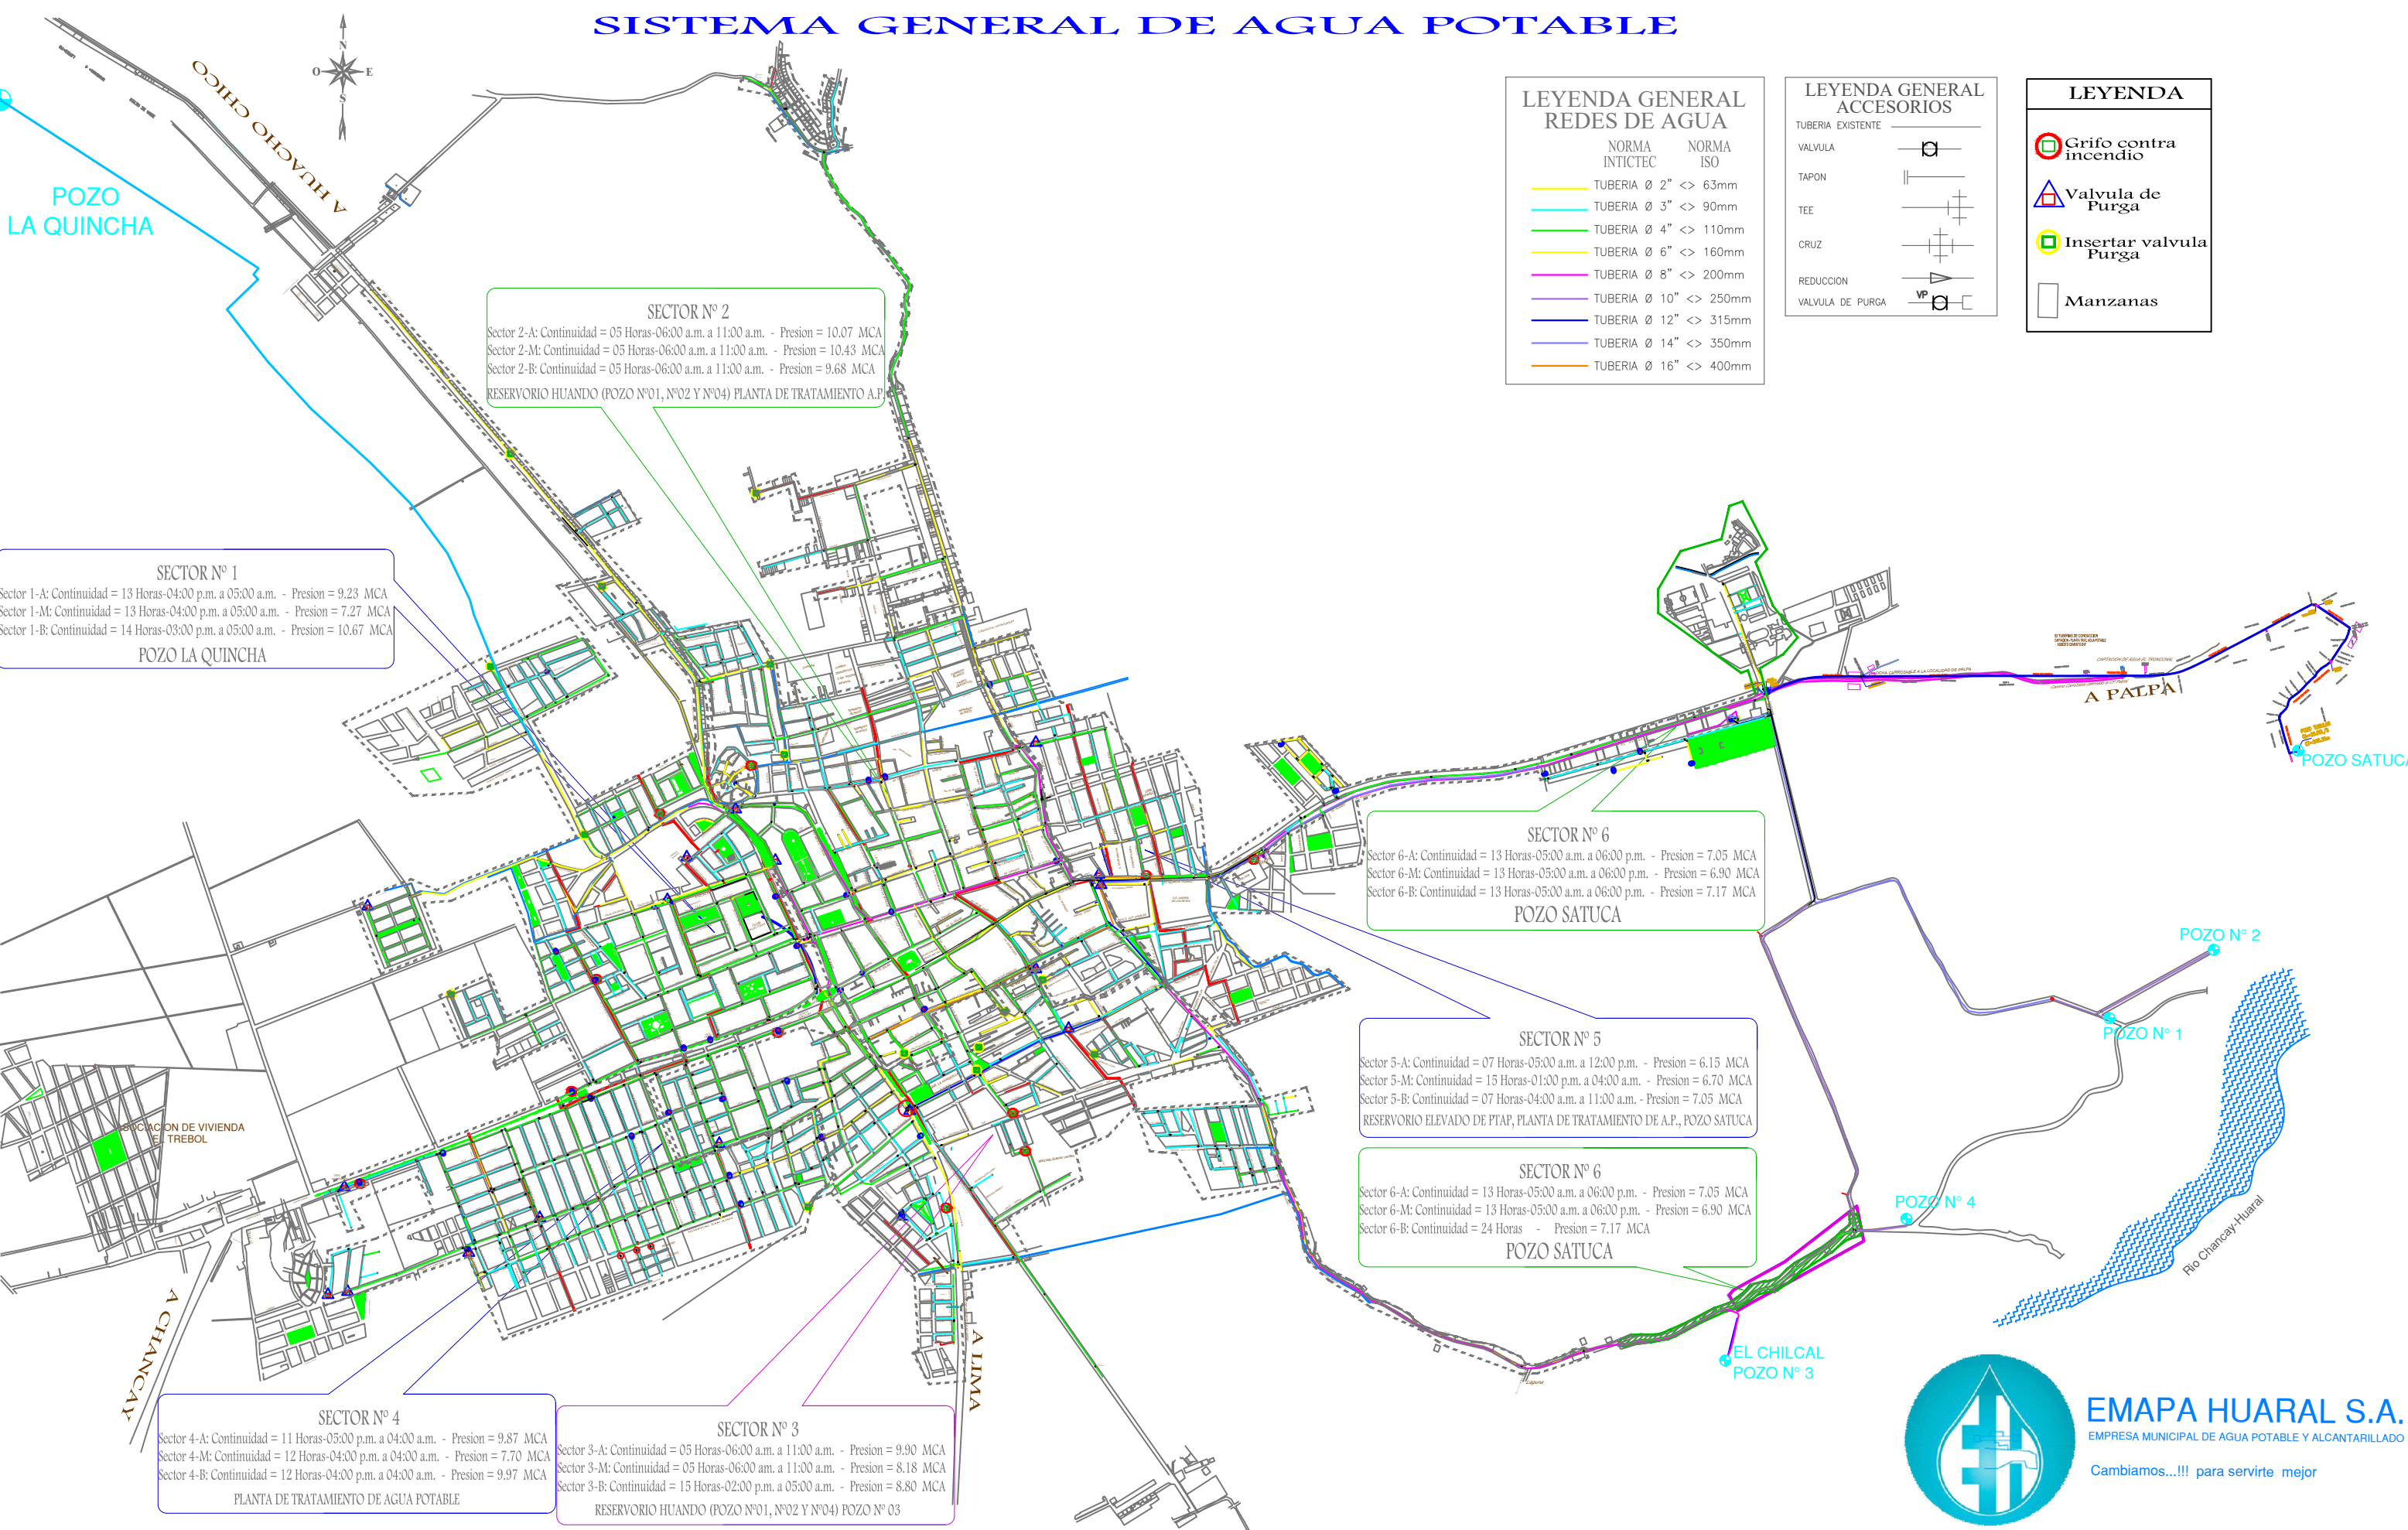 SISTEMA GENERAL DE AGUA POTABLE
N
O
E
S
A HUACHO CHICO
POZO
LA QUINCHA
LEYENDA GENERAL
REDES DE AGUA
NORMA
INTICTEC
NORMA
ISO
TUBERIA Ø 2” <> 63mm
TUBERIA Ø 3” <> 90mm
TUBERIA Ø 4” <> 110mm
TUBERIA Ø 6” <> 160mm
TUBERIA Ø 8” <> 200mm
TUBERIA Ø 10” <> 250mm
TUBERIA Ø 12” <> 315mm
TUBERIA Ø 14” <> 350mm
TUBERIA Ø 16” <> 400mm
LEYENDA GENERAL
ACCESORIOS
TUBERIA EXISTENTE
VALVULA
TAPON
TEE
CRUZ
REDUCCION
VALVULA DE PURGA
VP
LEYENDA
Grifo contra
incendio
Valvula de
Purga
Insertar valvula
Purga
Manzanas
SECTOR Nº 2
Sector 2-A: Continuidad = 05 Horas-06:00 a.m. a 11:00 a.m. - Presion = 10.07 MCA
Sector 2-M: Continuidad = 05 Horas-06:00 a.m. a 11:00 a.m. - Presion = 10.43 MCA
Sector 2-B: Continuidad = 05 Horas-06:00 a.m. a 11:00 a.m. - Presion = 9.68 MCA
RESERVORIO HUANDO (POZO Nº01, Nº02 Y Nº04) PLANTA DE TRATAMIENTO A.P.
SECTOR Nº 1
Sector 1-A: Continuidad = 13 Horas-04:00 p.m. a 05:00 a.m. - Presion = 9.23 MCA
Sector 1-M: Continuidad = 13 Horas-04:00 p.m. a 05:00 a.m. - Presion = 7.27 MCA
Sector 1-B: Continuidad = 14 Horas-03:00 p.m. a 05:00 a.m. - Presion = 10.67 MCA
POZO LA QUINCHA
A PALPA
POZO SATUCA
SECTOR Nº 6
Sector 6-A: Continuidad = 13 Horas-05:00 a.m. a 06:00 p.m. - Presion = 7.05 MCA
Sector 6-M: Continuidad = 13 Horas-05:00 a.m. a 06:00 p.m. - Presion = 6.90 MCA
Sector 6-B: Continuidad = 13 Horas-05:00 a.m. a 06:00 p.m. - Presion = 7.17 MCA
POZO SATUCA
POZO N° 2
POZO N° 1
SECTOR Nº 5
Sector 5-A: Continuidad = 07 Horas-05:00 a.m. a 12:00 p.m. - Presion = 6.15 MCA
Sector 5-M: Continuidad = 15 Horas-01:00 p.m. a 04:00 a.m. - Presion = 6.70 MCA
Sector 5-B: Continuidad = 07 Horas-04:00 a.m. a 11:00 a.m. - Presion = 7.05 MCA
RESERVORIO ELEVADO DE PTAP, PLANTA DE TRATAMIENTO DE A.P., POZO SATUCA
SECTOR Nº 6
Sector 6-A: Continuidad = 13 Horas-05:00 a.m. a 06:00 p.m. - Presion = 7.05 MCA
Sector 6-M: Continuidad = 13 Horas-05:00 a.m. a 06:00 p.m. - Presion = 6.90 MCA
Sector 6-B: Continuidad = 24 Horas - Presion = 7.17 MCA
POZO SATUCA
POZO N° 4
Rio Chancay-Huaral
EL CHILCAL
POZO N° 3
Laguna
DE VIVIENDA
EL TREBOL
A CHANCAY
A LIMA
SECTOR Nº 4
Sector 4-A: Continuidad = 11 Horas-05:00 p.m. a 04:00 a.m. - Presion = 9.87 MCA
Sector 4-M: Continuidad = 12 Horas-04:00 p.m. a 04:00 a.m. - Presion = 7.70 MCA
Sector 4-B: Continuidad = 12 Horas-04:00 p.m. a 04:00 a.m. - Presion = 9.97 MCA
PLANTA DE TRATAMIENTO DE AGUA POTABLE
SECTOR Nº 3
Sector 3-A: Continuidad = 05 Horas-06:00 a.m. a 11:00 a.m. - Presion = 9.90 MCA
Sector 3-M: Continuidad = 05 Horas-06:00 am. a 11:00 a.m. - Presion = 8.18 MCA
Sector 3-B: Continuidad = 15 Horas-02:00 p.m. a 05:00 a.m. - Presion = 8.80 MCA
RESERVORIO HUANDO (POZO Nº01, Nº02 Y Nº04) POZO Nº 03
EMAPA HUARAL S.A.
EMPRESA MUNICIPAL DE AGUA POTABLE Y ALCANTARILLADO
Cambiamos...!!! para servirte mejor